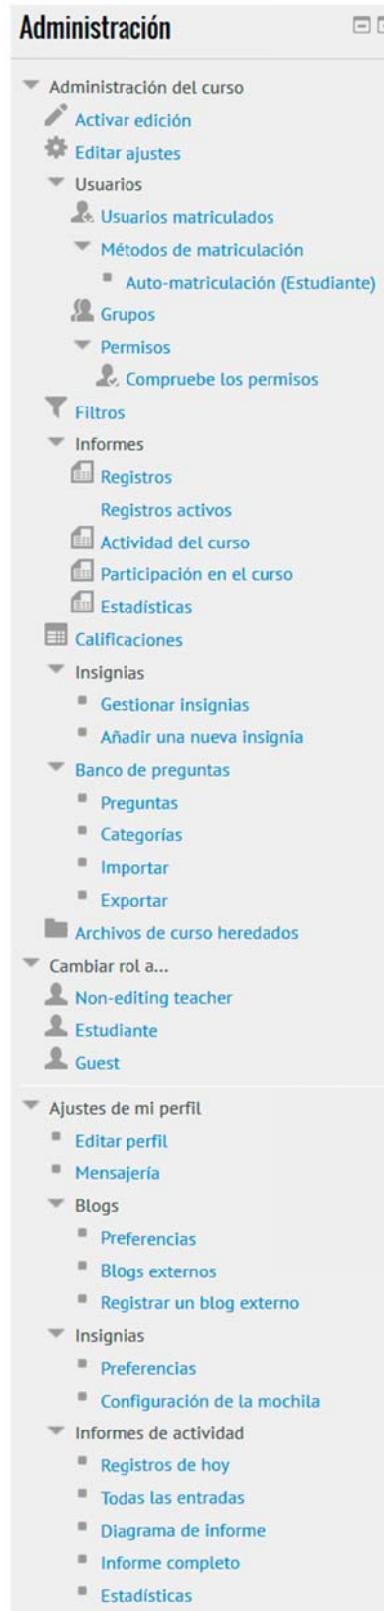 Administración
Administración del curso
Activar edición
Editar ajustes
Usuarios
Usuarios matriculados
Métodos de matriculación
Auto-matriculación (Estudiante)
Grupos
Permisos
Compruebe los permisos
Filtros
Informes
Registros
Registros activos
Actividad del curso
Participación en el curso
Estadísticas
Calificaciones
Insignias
Gestionar insignias
Añadir una nueva insignia
Banco de preguntas
Preguntas
Categorías
Importar
Exportar
Archivos de curso heredados
Cambiar rol a...
Non-editing teacher
Estudiante
Guest
Ajustes de mi perfil
Editar perfil
Mensajería
Blogs
Preferencias
Blogs externos
Registrar un blog externo
Insignias
Preferencias
Configuración de la mochila
Informes de actividad
Registros de hoy
Todas las entradas
Diagrama de informe
Informe completo
Estadísticas